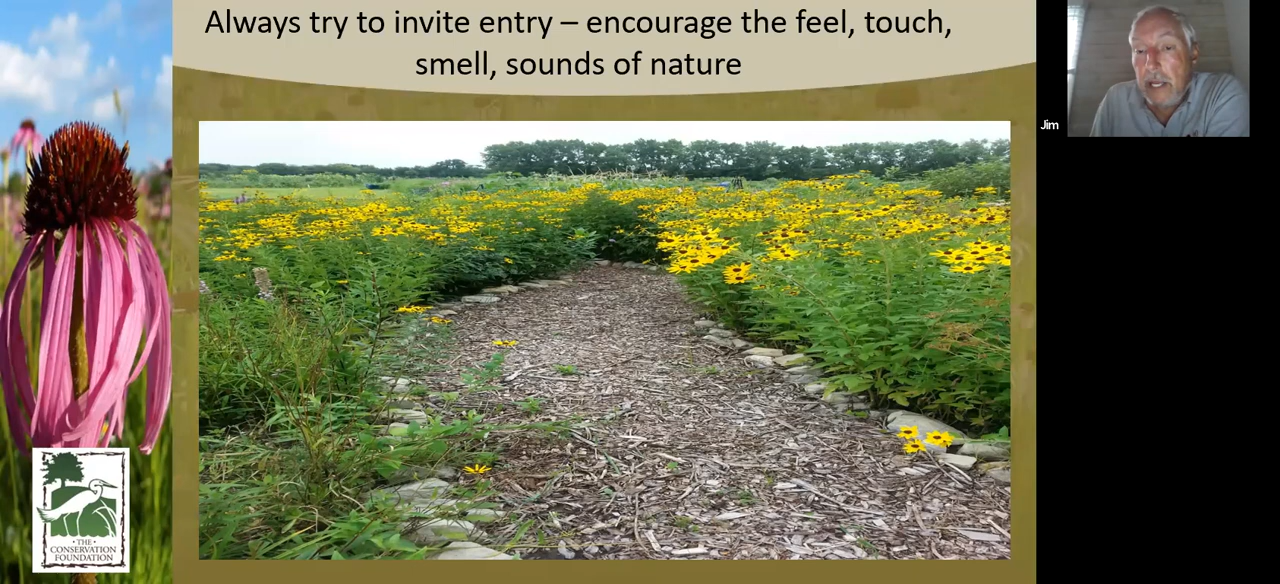 Always try to invite entry – encourage the feel, touch,
smell, sounds of nature
Jim
· THE ·
CONSERVATION
FOUNDATION